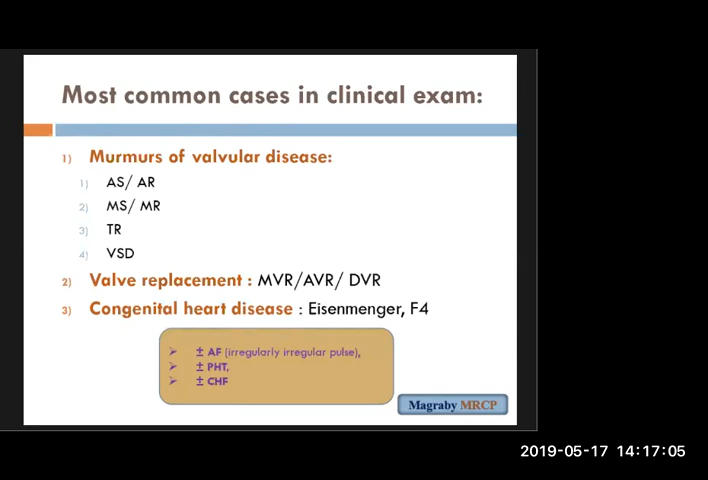 Most common cases in clinical exam:
1) Murmurs of valvular disease:
1) AS/ AR
2) MS/ MR
3) TR
4) VSD
2) Valve replacement : MVR/AVR/ DVR
3) Congenital heart disease : Eisenmenger, F4
➢ ± AF (irregularly irregular pulse),
➢ ± PHT,
➢ ± CHF
Magraby MRCP
2019-05-17 14:17:05